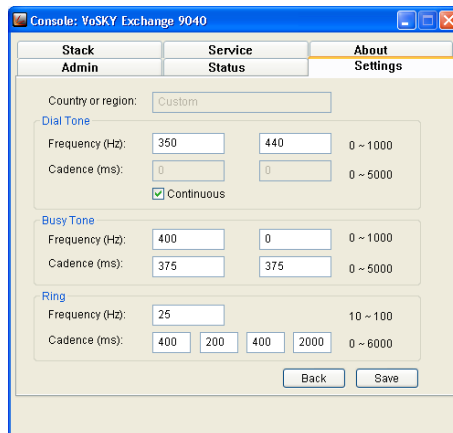 Console: VoSKY Exchange 9040
Stack Service About
Admin Status Settings
Country or region: Custom
Dial Tone
Frequency (Hz): 350 440 0 ~ 1000
Cadence (ms): 0 0 0 ~ 5000
Continuous
Busy Tone
Frequency (Hz): 400 0 0 ~ 1000
Cadence (ms): 375 375 0 ~ 5000
Ring
Frequency (Hz): 25 10 ~ 100
Cadence (ms): 400 200 400 2000 0 ~ 6000
Back Save